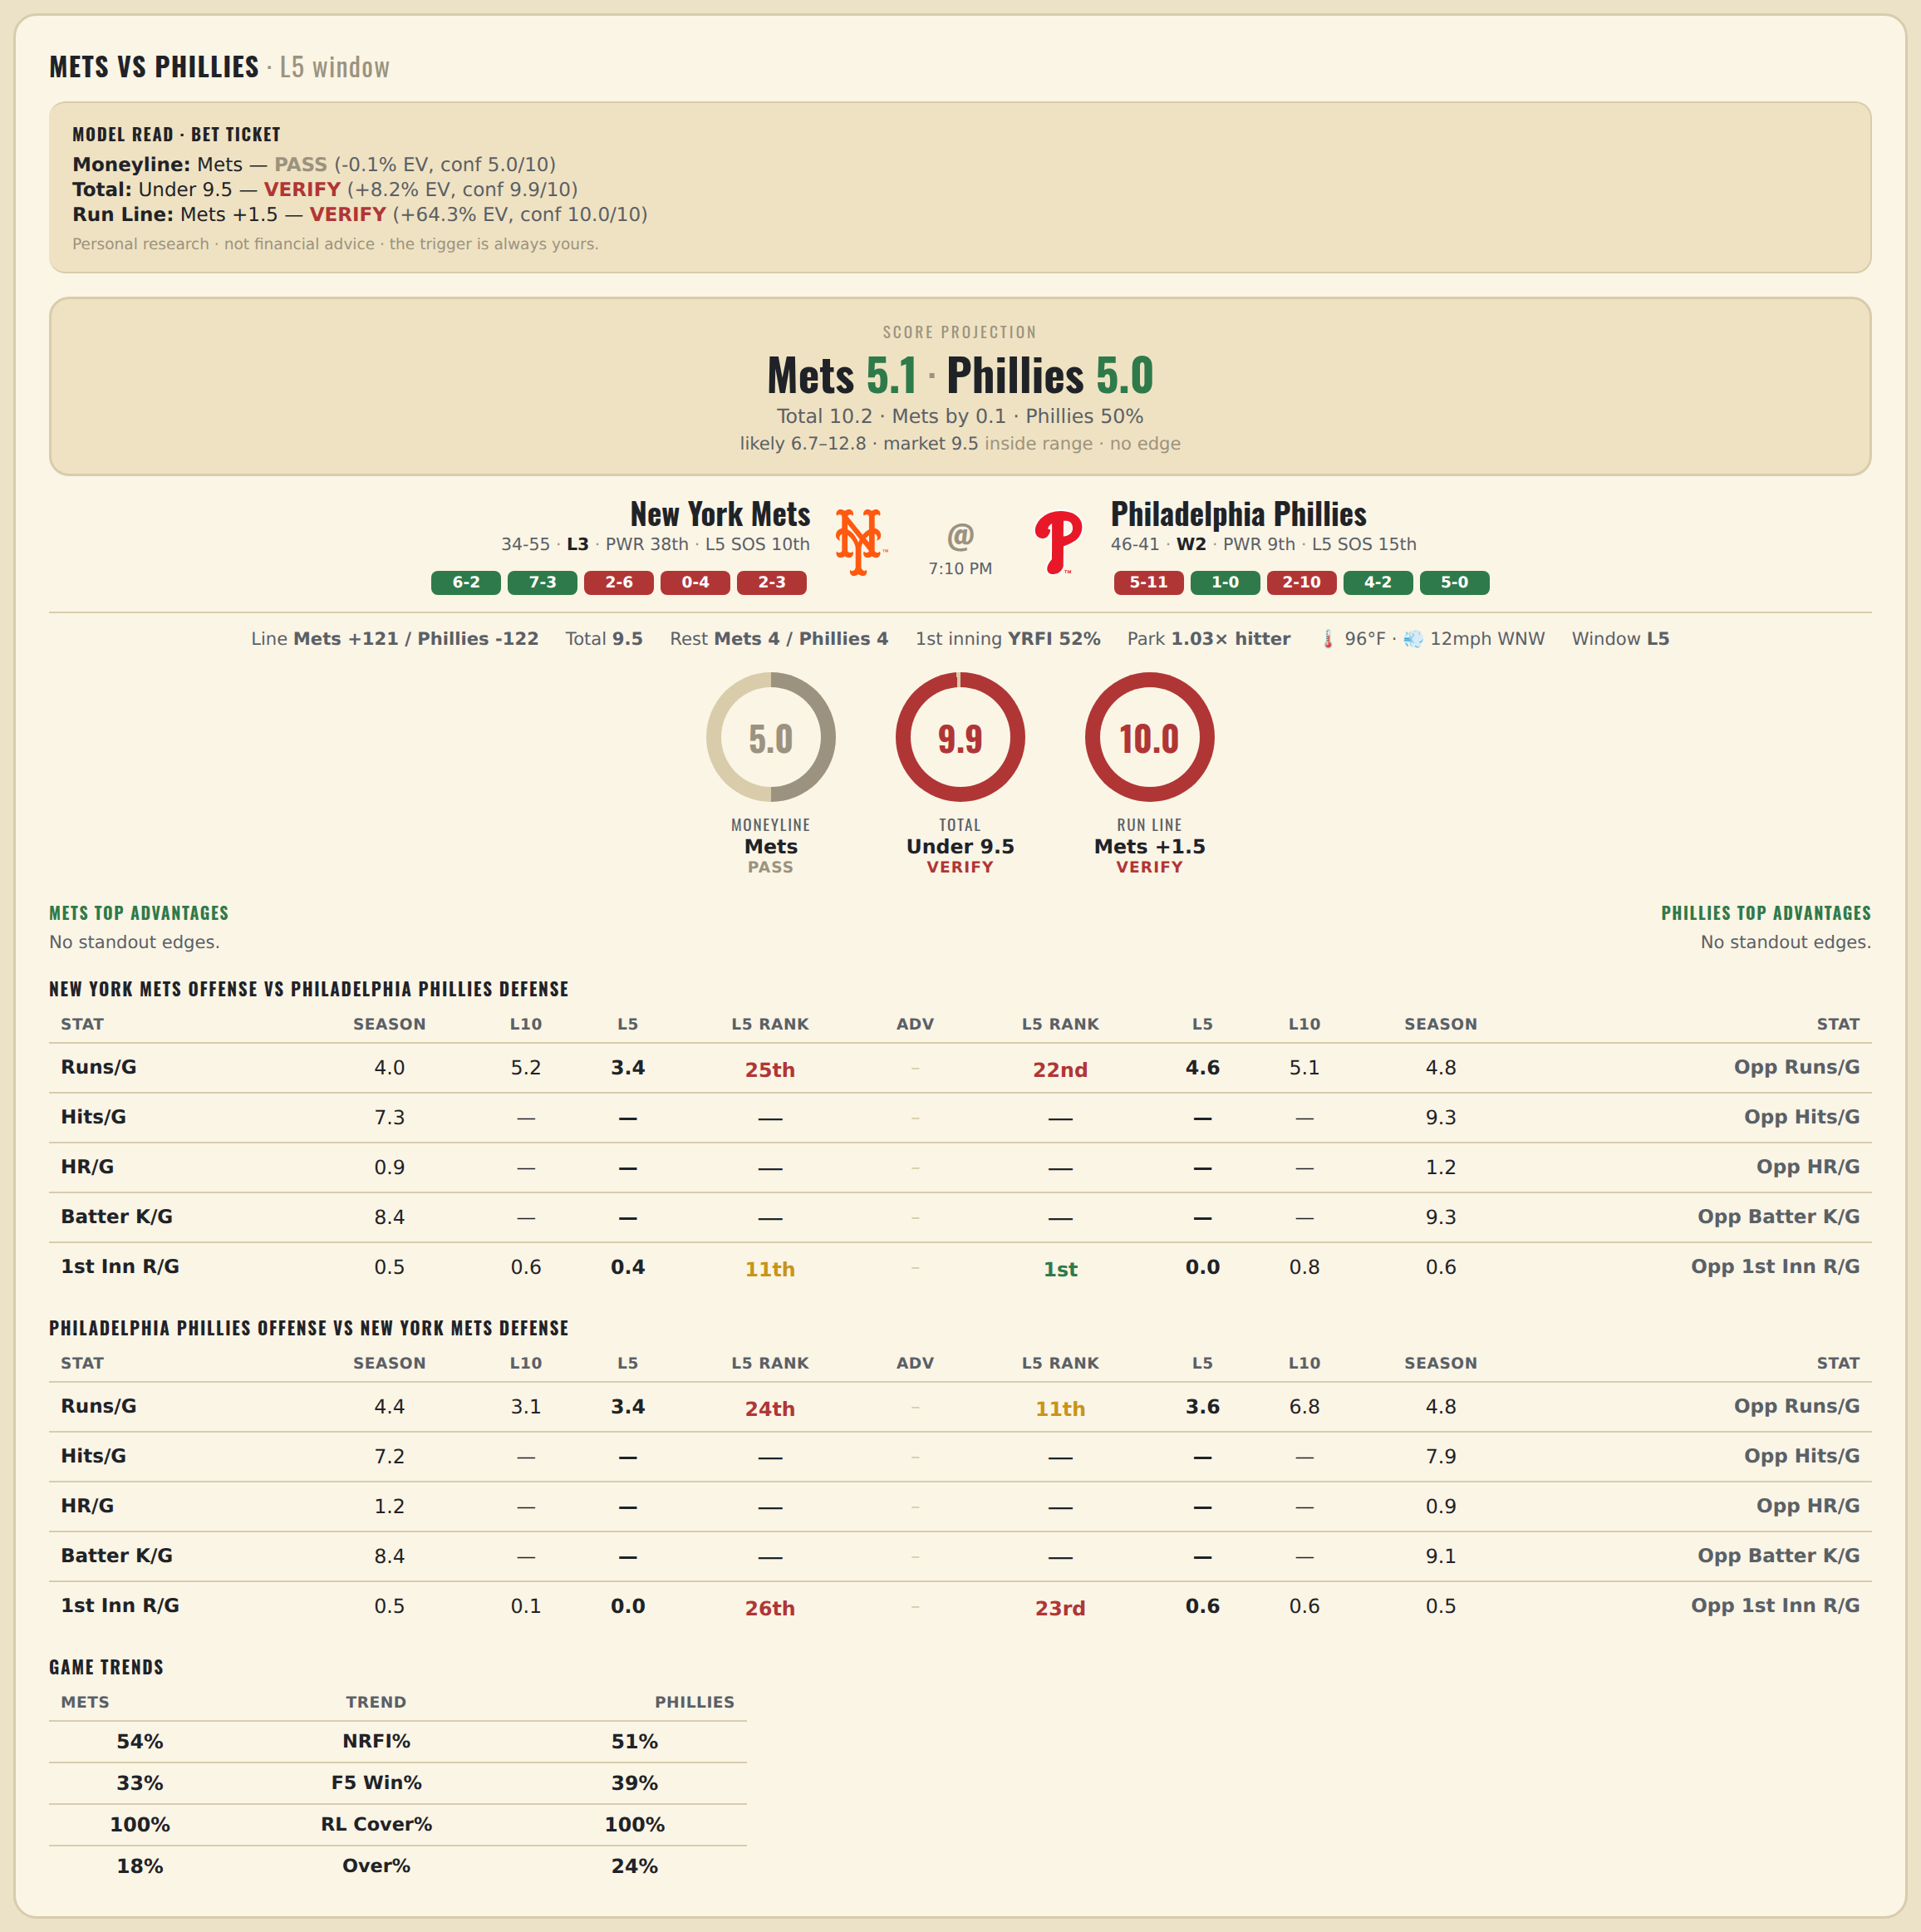 METS VS PHILLIES · L5 window
MODEL READ · BET TICKET
Moneyline: Mets — PASS (-0.1% EV, conf 5.0/10)
Total: Under 9.5 — VERIFY (+8.2% EV, conf 9.9/10)
Run Line: Mets +1.5 — VERIFY (+64.3% EV, conf 10.0/10)
Personal research · not financial advice · the trigger is always yours.
SCORE PROJECTION
Mets 5.1 · Phillies 5.0
Total 10.2 · Mets by 0.1 · Phillies 50%
likely 6.7–12.8 · market 9.5 inside range · no edge
New York Mets
34-55 · L3 · PWR 38th · L5 SOS 10th
6-2 7-3 2-6 0-4 2-3
NY
@
7:10 PM
P
Philadelphia Phillies
46-41 · W2 · PWR 9th · L5 SOS 15th
5-11 1-0 2-10 4-2 5-0
Line Mets +121 / Phillies -122 Total 9.5 Rest Mets 4 / Phillies 4 1st inning YRFI 52% Park 1.03× hitter 🌡️ 96°F · 💨 12mph WNW Window L5
5.0 9.9 10.0
MONEYLINE TOTAL RUN LINE
Mets Under 9.5 Mets +1.5
PASS VERIFY VERIFY
METS TOP ADVANTAGES PHILLIES TOP ADVANTAGES
No standout edges. No standout edges.
NEW YORK METS OFFENSE VS PHILADELPHIA PHILLIES DEFENSE
STAT SEASON L10 L5 L5 RANK ADV L5 RANK L5 L10 SEASON STAT
Runs/G 4.0 5.2 3.4 25th – 22nd 4.6 5.1 4.8 Opp Runs/G
Hits/G 7.3 — — — – — — — 9.3 Opp Hits/G
HR/G 0.9 — — — – — — — 1.2 Opp HR/G
Batter K/G 8.4 — — — – — — — 9.3 Opp Batter K/G
1st Inn R/G 0.5 0.6 0.4 11th – 1st 0.0 0.8 0.6 Opp 1st Inn R/G
PHILADELPHIA PHILLIES OFFENSE VS NEW YORK METS DEFENSE
STAT SEASON L10 L5 L5 RANK ADV L5 RANK L5 L10 SEASON STAT
Runs/G 4.4 3.1 3.4 24th – 11th 3.6 6.8 4.8 Opp Runs/G
Hits/G 7.2 — — — – — — — 7.9 Opp Hits/G
HR/G 1.2 — — — – — — — 0.9 Opp HR/G
Batter K/G 8.4 — — — – — — — 9.1 Opp Batter K/G
1st Inn R/G 0.5 0.1 0.0 26th – 23rd 0.6 0.6 0.5 Opp 1st Inn R/G
GAME TRENDS
METS TREND PHILLIES
54% NRFI% 51%
33% F5 Win% 39%
100% RL Cover% 100%
18% Over% 24%